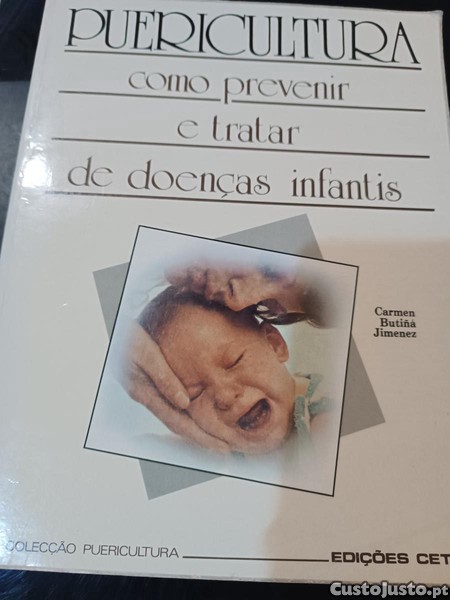 PUERICULTURA
como prevenir
e tratar
de doenças infantis
Carmen
Butiñá
Jimenez
COLECÇÃO PUERICULTURA
EDIÇÕES CET
Custojusto.pt